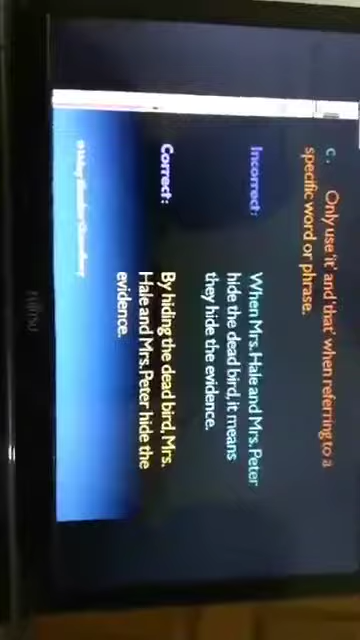 c. Only use 'it' and 'that' when referring to a
specific word or phrase.
Incorrect: When Mrs.Hale and Mrs.Peter
hide the dead bird,it means
they hide the evidence.
Correct: By hiding the dead bird, Mrs.
Hale and Mrs.Peter hide the
evidence.
FUJITSU